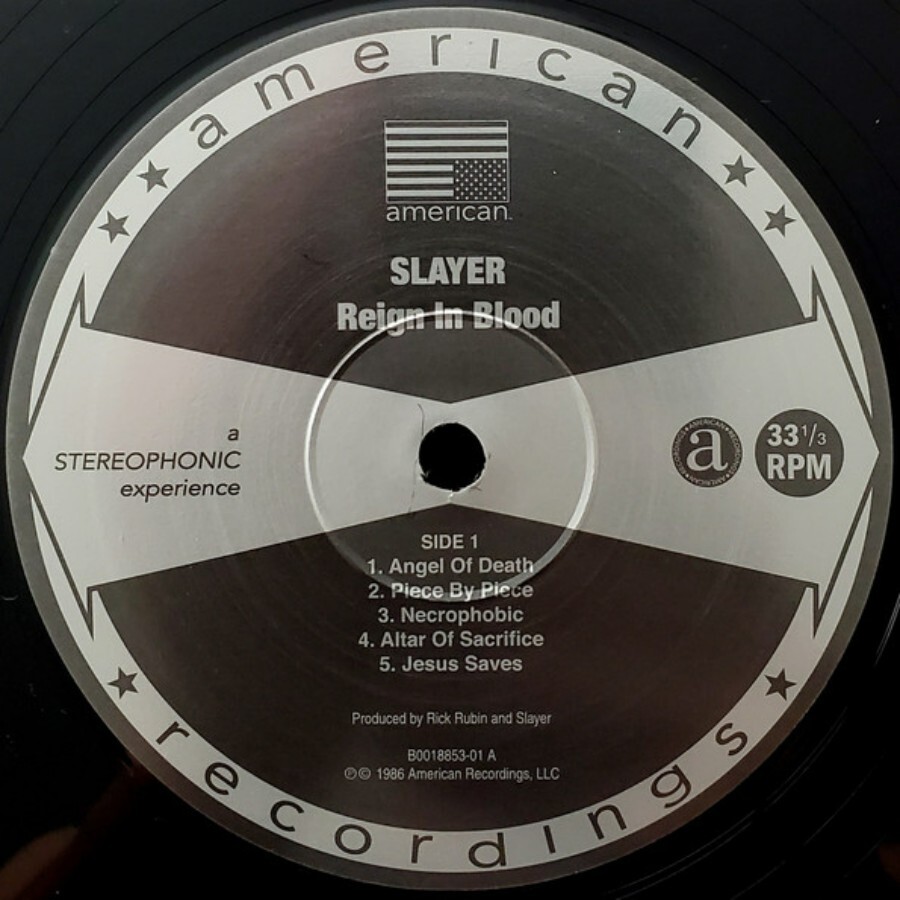 american
american
SLAYER
Reign In Blood
a
STEREOPHONIC
experience
a
33 1/3
RPM
SIDE 1
1. Angel Of Death
2. Piece By Piece
3. Necrophobic
4. Altar Of Sacrifice
5. Jesus Saves
Produced by Rick Rubin and Slayer
B0018853-01 A
℗© 1986 American Recordings, LLC
recordings